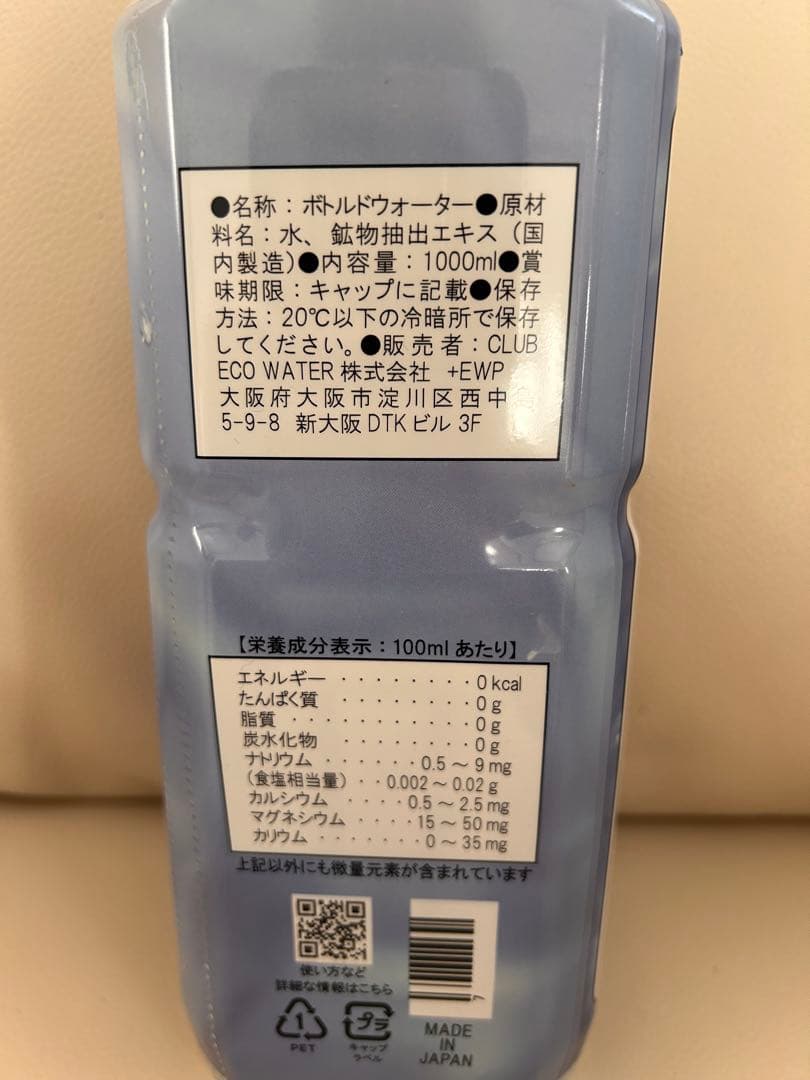 ●名称：ボトルドウォーター●原材
料名：水、鉱物抽出エキス（国
内製造）●内容量：1000ml●賞
味期限：キャップに記載●保存
方法：20℃以下の冷暗所で保存
してください。●販売者：CLUB
ECO WATER 株式会社 +EWP
大阪府大阪市淀川区西中
5-9-8 新大阪 DTK ビル 3F
【栄養成分表示：100ml あたり】
エネルギー ・・・・・・・・0 kcal
たんぱく質 ・・・・・・・・0 g
脂質 ・・・・・・・・・・0 g
炭水化物 ・・・・・・・・0 g
ナトリウム ・・・・・・0.5 ～ 9 mg
（食塩相当量）・・0.002 ～ 0.02 g
カルシウム ・・・・・0.5 ～ 2.5 mg
マグネシウム ・・・・15 ～ 50 mg
カリウム ・・・・・・・0 ～ 35 mg
上記以外にも微量元素が含まれています
使い方など
詳細な情報はこちら
7
1
PET
プラ
キャップ
ラベル
MADE
IN
JAPAN